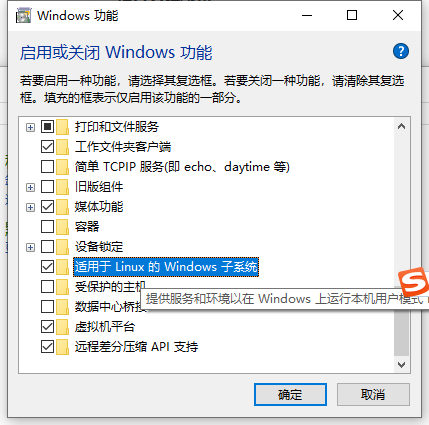 Windows 功能
启用或关闭 Windows 功能
若要启用一种功能，请选择其复选框。若要关闭一种功能，请清除其复选
框。填充的框表示仅启用该功能的一部分。
打印和文件服务
工作文件夹客户端
简单 TCPIP 服务(即 echo、daytime 等)
旧版组件
媒体功能
容器
设备锁定
适用于 Linux 的 Windows 子系统
受保护的主机
提供服务和环境以在 Windows 上运行本机用户模式
数据中心桥接
虚拟机平台
远程差分压缩 API 支持
确定
取消